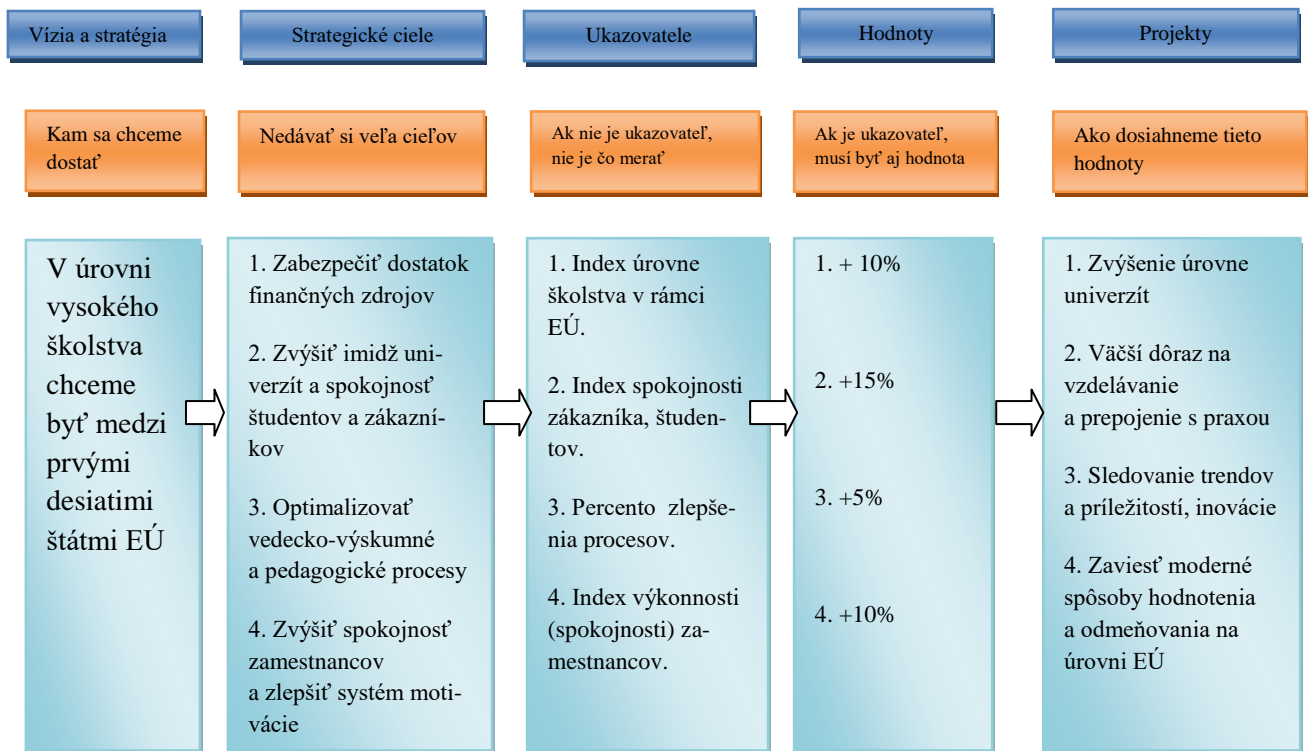 Vízia a stratégia
Strategické ciele
Ukazovatele
Hodnoty
Projekty
Kam sa chceme
dostať
Nedávať si veľa cieľov
Ak nie je ukazovateľ,
nie je čo merať
Ak je ukazovateľ,
musí byť aj hodnota
Ako dosiahneme tieto
hodnoty
V úrovni
vysokého
školstva
chceme
byť medzi
prvými
desiatimi
štátmi EÚ
1. Zabezpečiť dostatok
finančných zdrojov
2. Zvýšiť imidž uni-
verzít a spokojnosť
študentov a zákazní-
kov
3. Optimalizovať
vedecko-výskumné
a pedagogické procesy
4. Zvýšiť spokojnosť
zamestnancov
a zlepšiť systém moti-
vácie
1. Index úrovne
školstva v rámci
EÚ.
2. Index spokojnosti
zákazníka, študen-
tov.
3. Percento zlepše-
nia procesov.
4. Index výkonnosti
(spokojnosti) za-
mestnancov.
1. + 10%
2. +15%
3. +5%
4. +10%
1. Zvýšenie úrovne
univerzít
2. Väčší dôraz na
vzdelávanie
a prepojenie s praxou
3. Sledovanie trendov
a príležitostí, inovácie
4. Zaviesť moderné
spôsoby hodnotenia
a odmeňovania na
úrovni EÚ